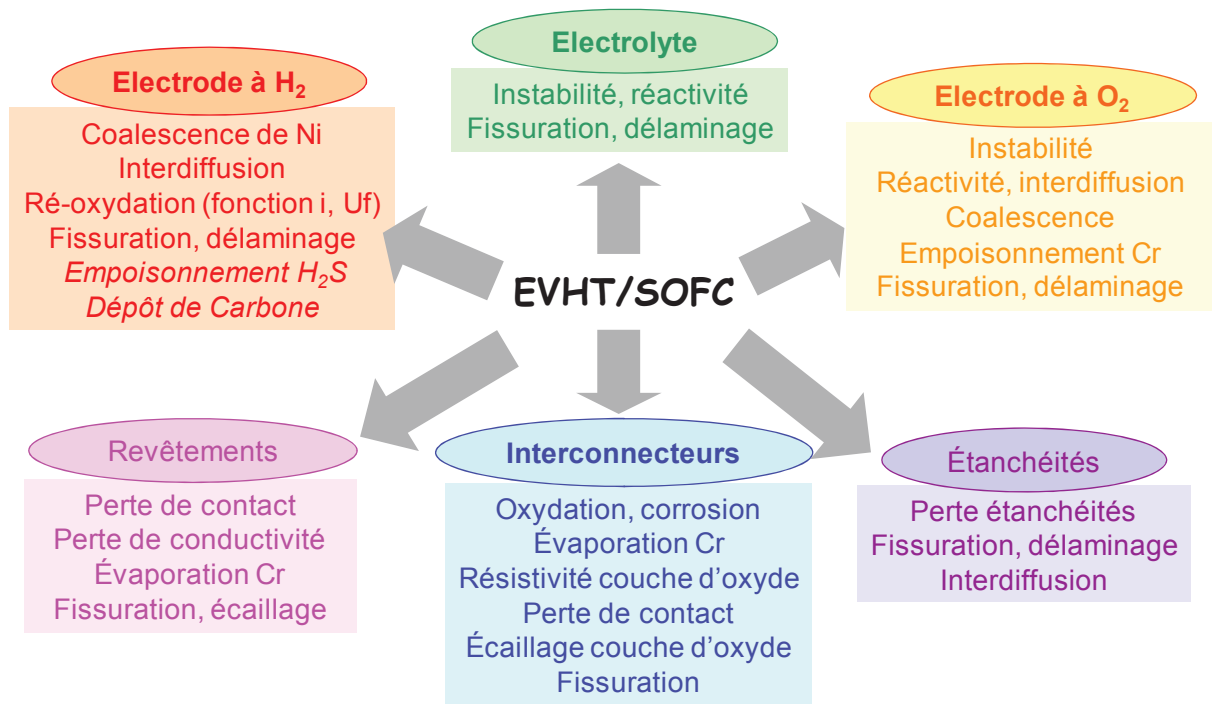 Electrode à H2
Coalescence de Ni
Interdiffusion
Ré-oxydation (fonction i, Uf)
Fissuration, délaminage
Empoisonnement H2S
Dépôt de Carbone
Electrolyte
Instabilité, réactivité
Fissuration, délaminage
Electrode à O2
Instabilité
Réactivité, interdiffusion
Coalescence
Empoisonnement Cr
Fissuration, délaminage
EVHT/SOFC
Revêtements
Perte de contact
Perte de conductivité
Évaporation Cr
Fissuration, écaillage
Interconnecteurs
Oxydation, corrosion
Évaporation Cr
Résistivité couche d'oxyde
Perte de contact
Écaillage couche d'oxyde
Fissuration
Étanchéités
Perte étanchéités
Fissuration, délaminage
Interdiffusion